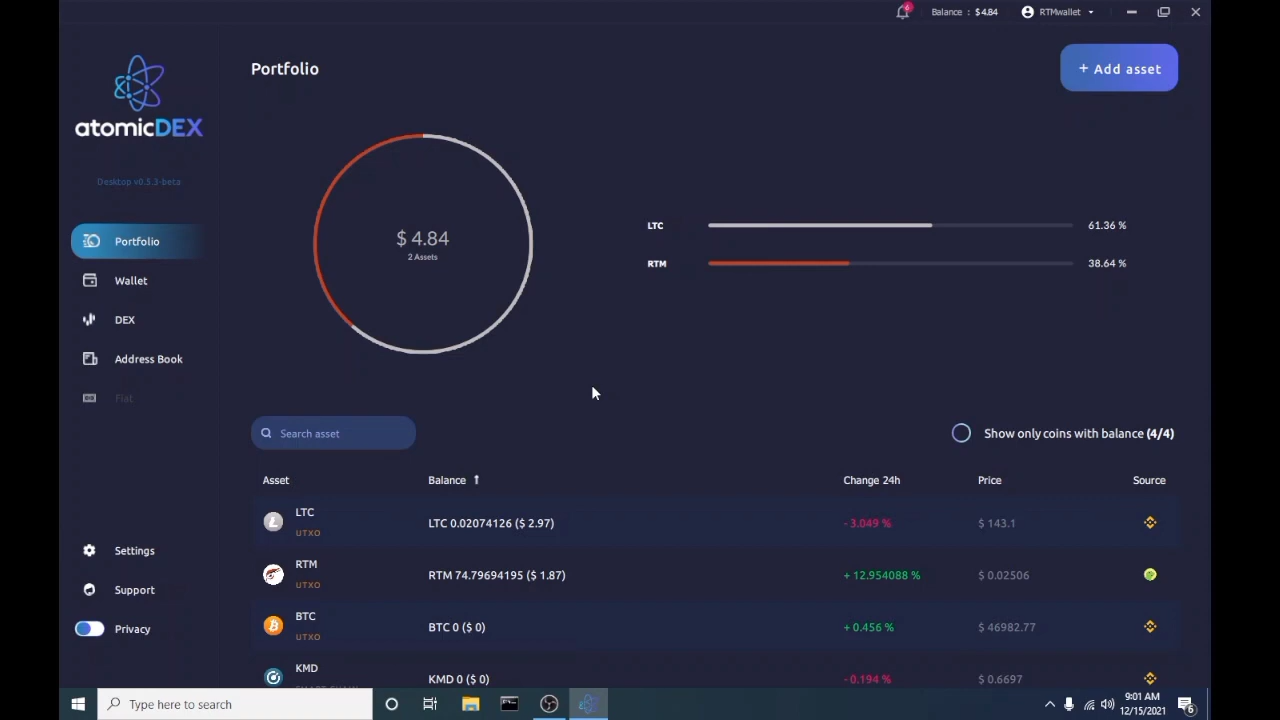 6
Balance : $ 4.84
RTMwallet
Portfolio
+ Add asset
atomicDEX
Desktop v0.5.3-beta
Portfolio
Wallet
DEX
Address Book
Fiat
$ 4.84
2 Assets
LTC 61.36 %
RTM 38.64 %
Search asset
Show only coins with balance (4/4)
Asset Balance Change 24h Price Source
LTC
UTXO
LTC 0.02074126 ($ 2.97) - 3.049 % $ 143.1
RTM
UTXO
RTM 74.79694195 ($ 1.87) + 12.954088 % $ 0.02506
BTC
UTXO
BTC 0 ($ 0) + 0.456 % $ 46982.77
KMD
SMART CHAIN
KMD 0 ($ 0) -0.194 % $ 0.6697
Settings
Support
Privacy
Type here to search
9:01 AM
12/15/2021
6